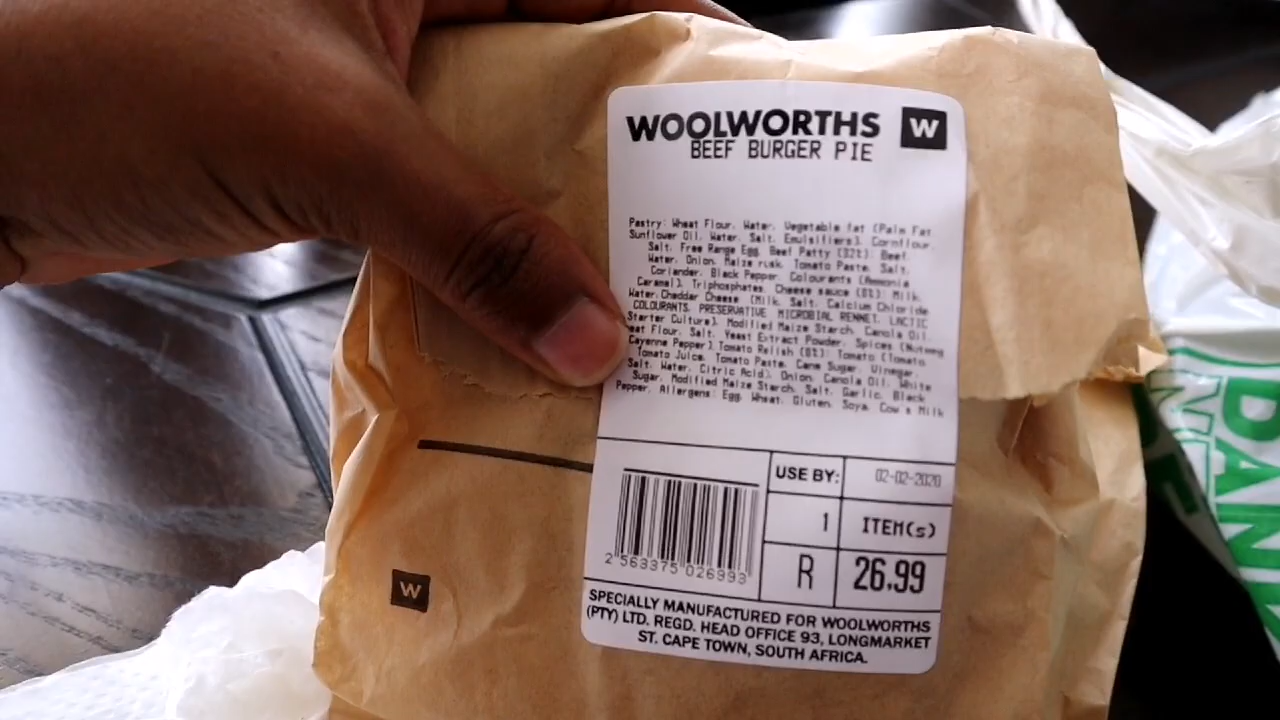 WOOLWORTHS W
BEEF BURGER PIE
Pastry: Wheat Flour, Water, Vegetable fat (Palm Fat
Sunflower Oil, Water, Salt, Emulsifiers), Cornflour,
Salt, Free Range Egg, Beef Patty (32%): Beef,
Water, Onion, Maize rusk, Tomato Paste, Salt,
Coriander, Black Pepper, Colourants (Ammonia
Caramel), Triphosphates, Cheese sauce (8%): Milk,
Water, Cheddar Cheese (Milk, Salt, Calcium Chloride
COLOURANTS, PRESERVATIVE, MICROBIAL RENNET, LACTIC
Starter Culture), Modified Maize Starch, Canola Oil,
eat Flour, Salt, Yeast Extract Powder, Spices (Nutmeg
Cayenne Pepper) Tomato Relish (8%): Tomato (Tomato,
Tomato Juice, Tomato Paste, Cane Sugar, Vinegar,
Salt, Water, Citric Acid), Onion, Canola Oil, White
Sugar, Modified Maize Starch, Salt, Garlic, Black
Pepper, Allergens: Egg, Wheat, Gluten, Soya, Cow's Milk
USE BY: 02-02-2020
1 ITEM(s)
R 26.99
2 563375 026993
SPECIALLY MANUFACTURED FOR WOOLWORTHS
(PTY) LTD. REGD. HEAD OFFICE 93, LONGMARKET
ST. CAPE TOWN, SOUTH AFRICA.
W